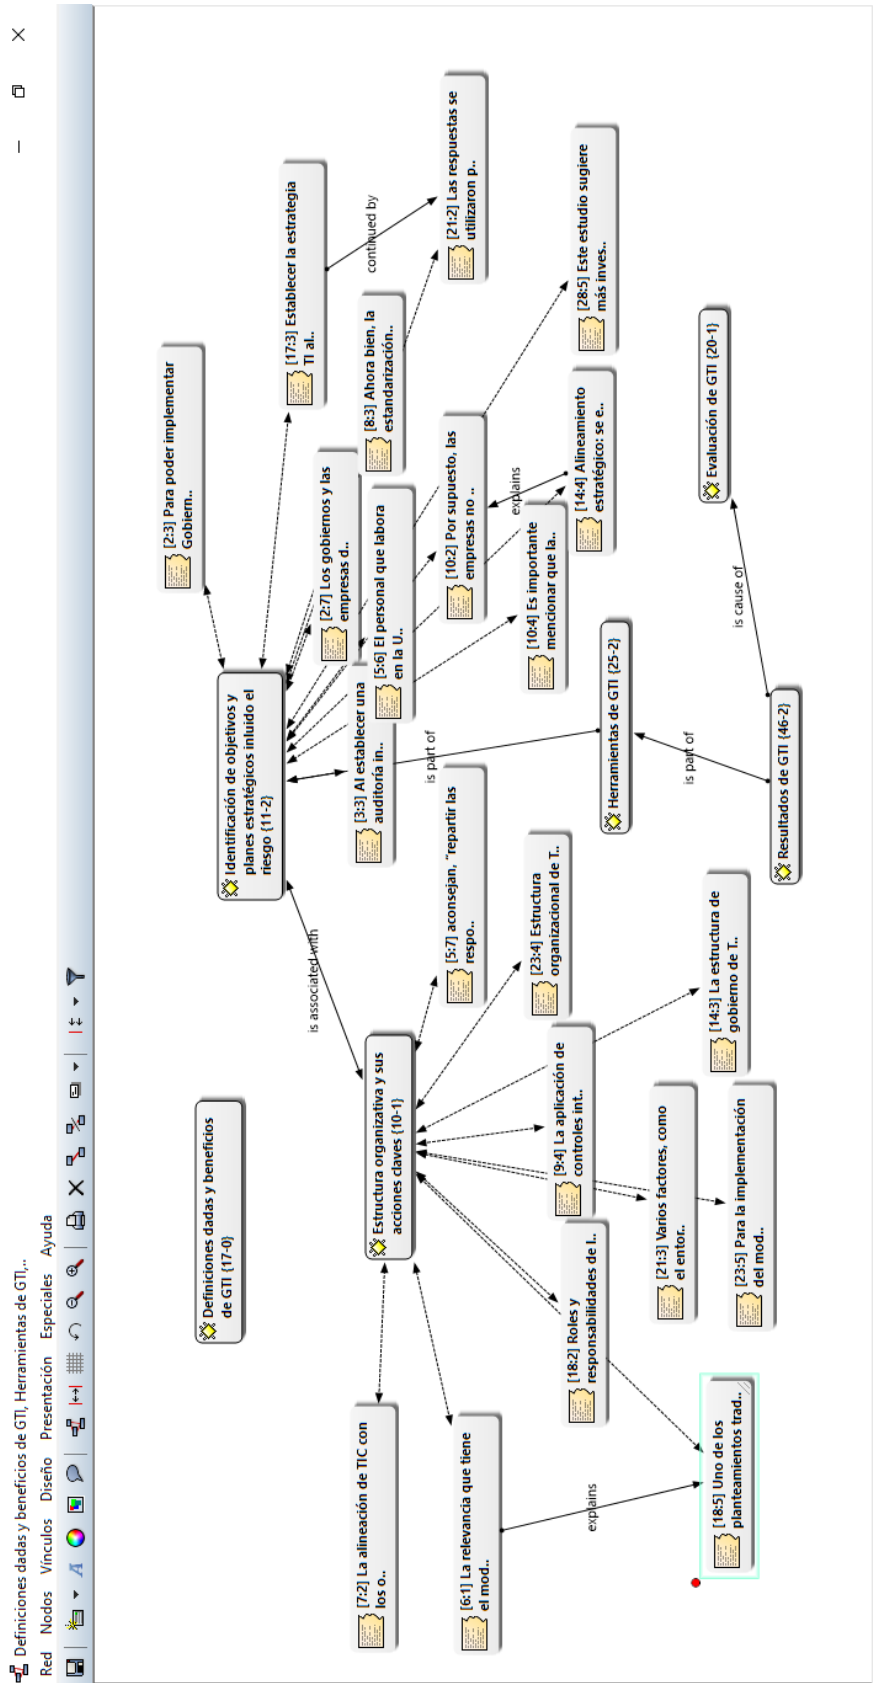 Definiciones dadas y beneficios de GTI, Herramientas de GTI,...
Red Nodos Vínculos Diseño Presentación Especiales Ayuda
[2:3] Para poder implementar
Gobiern..
[17:3] Establecer la estrategia
TI al..
continued by
[21:2] Las respuestas se
utilizaron p..
[8:3] Ahora bien, la
estandarización..
[2:7] Los gobiernos y las
empresas d..
[5:6] El personal que labora
en la U..
[10:2] Por supuesto, las
empresas no ..
[28:5] Este estudio sugiere
más inves..
explains
[14:4] Alineamiento
estratégico: se e..
[10:4] Es importante
mencionar que la..
Identificación de objetivos y
planes estratégicos inluido el
riesgo {11-2}
[3:3] Al establecer una
auditoría in..
is part of
Herramientas de GTI {25-2}
is part of
Resultados de GTI {46-2}
is cause of
Evaluación de GTI {20-1}
is associated with
Definiciones dadas y beneficios
de GTI {17-0}
Estructura organizativa y sus
acciones claves {10-1}
[5:7] aconsejan, “repartir las
respo..
[23:4] Estructura
organizacional de T..
[14:3] La estructura de
gobierno de T..
[9:4] La aplicación de
controles int..
[21:3] Varios factores, como
el entor..
[23:5] Para la implementación
del mod..
[18:2] Roles y
responsabilidades de l..
[7:2] La alineación de TIC con
los o..
[6:1] La relevancia que tiene
el mod..
explains
[18:5] Uno de los
planteamientos trad..